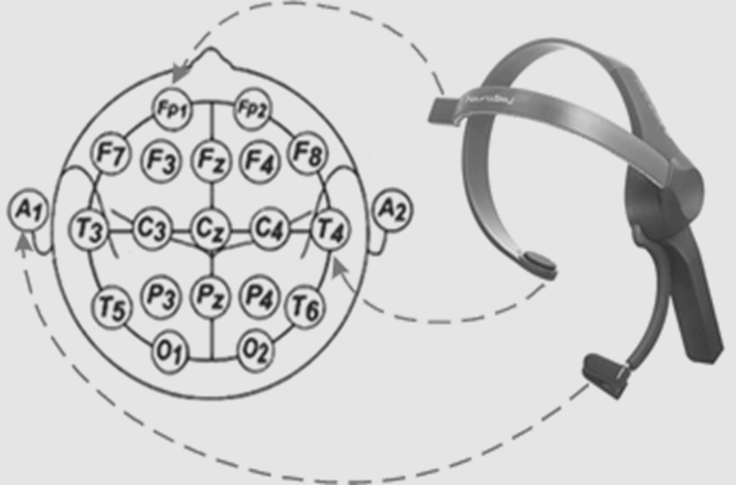 Fp1 Fp2
F7 F3 Fz F4 F8
A1 A2
T3 C3 Cz C4 T4
T5 P3 Pz P4 T6
O1 O2